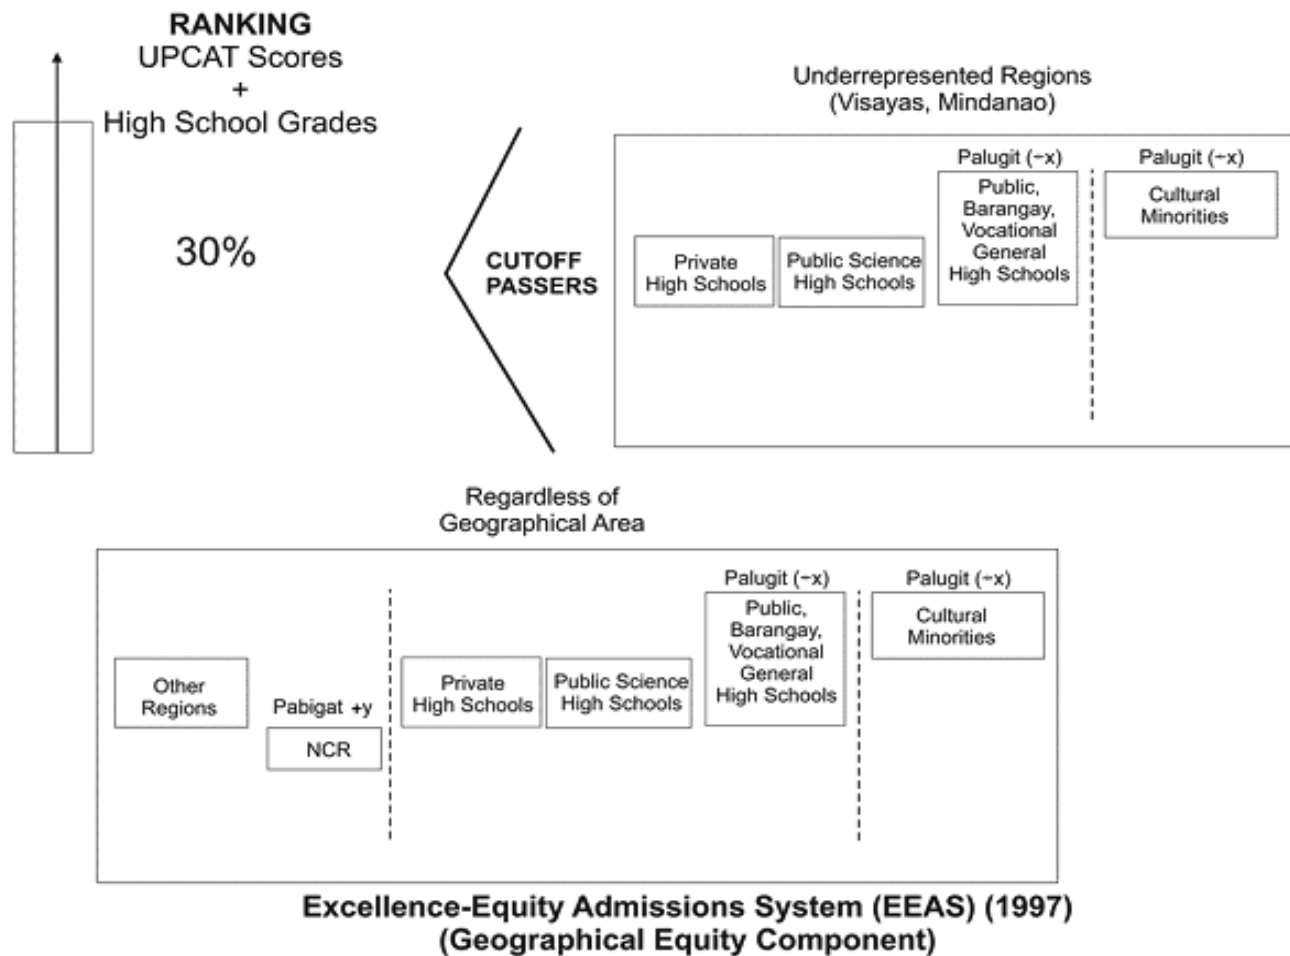 RANKING
UPCAT Scores
+
High School Grades
30%
CUTOFF
PASSERS
Underrepresented Regions
(Visayas, Mindanao)
Private
High Schools
Public Science
High Schools
Palugit (−x)
Public,
Barangay,
Vocational
General
High Schools
Palugit (−x)
Cultural
Minorities
Regardless of
Geographical Area
Other
Regions
Pabigat +y
NCR
Private
High Schools
Public Science
High Schools
Palugit (−x)
Public,
Barangay,
Vocational
General
High Schools
Palugit (−x)
Cultural
Minorities
Excellence-Equity Admissions System (EEAS) (1997)
(Geographical Equity Component)